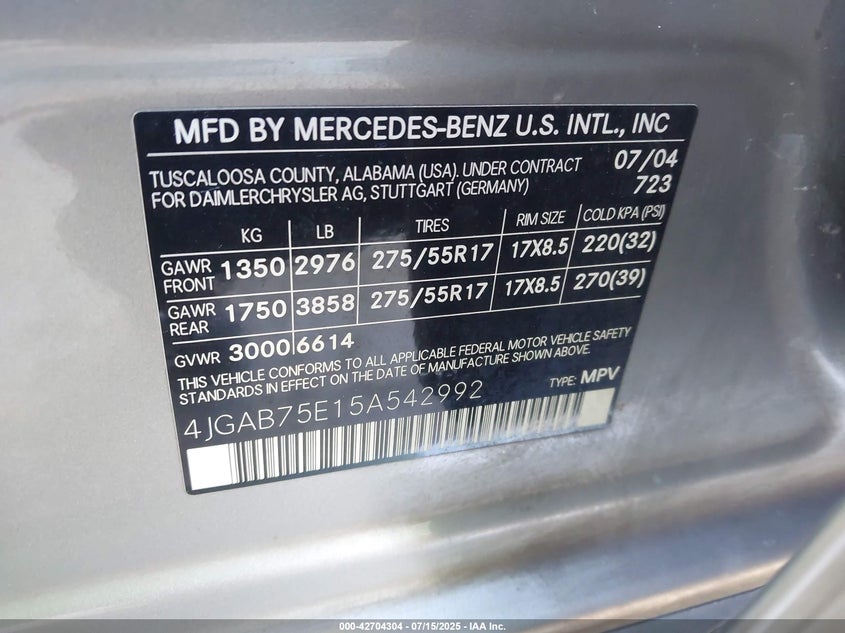 MFD BY MERCEDES-BENZ U.S. INTL., INC
TUSCALOOSA COUNTY, ALABAMA (USA). UNDER CONTRACT 07/04
FOR DAIMLERCHRYSLER AG, STUTTGART (GERMANY) 723
KG LB TIRES RIM SIZE COLD KPA (PSI)
GAWR FRONT 1350 2976 275/55R17 17X8.5 220(32)
GAWR REAR 1750 3858 275/55R17 17X8.5 270(39)
GVWR 3000 6614
THIS VEHICLE CONFORMS TO ALL APPLICABLE FEDERAL MOTOR VEHICLE SAFETY
STANDARDS IN EFFECT ON THE DATE OF MANUFACTURE SHOWN ABOVE.
4JGAB75E15A542992 TYPE: MPV
000-42704304 - 07/15/2025 - IAA Inc.